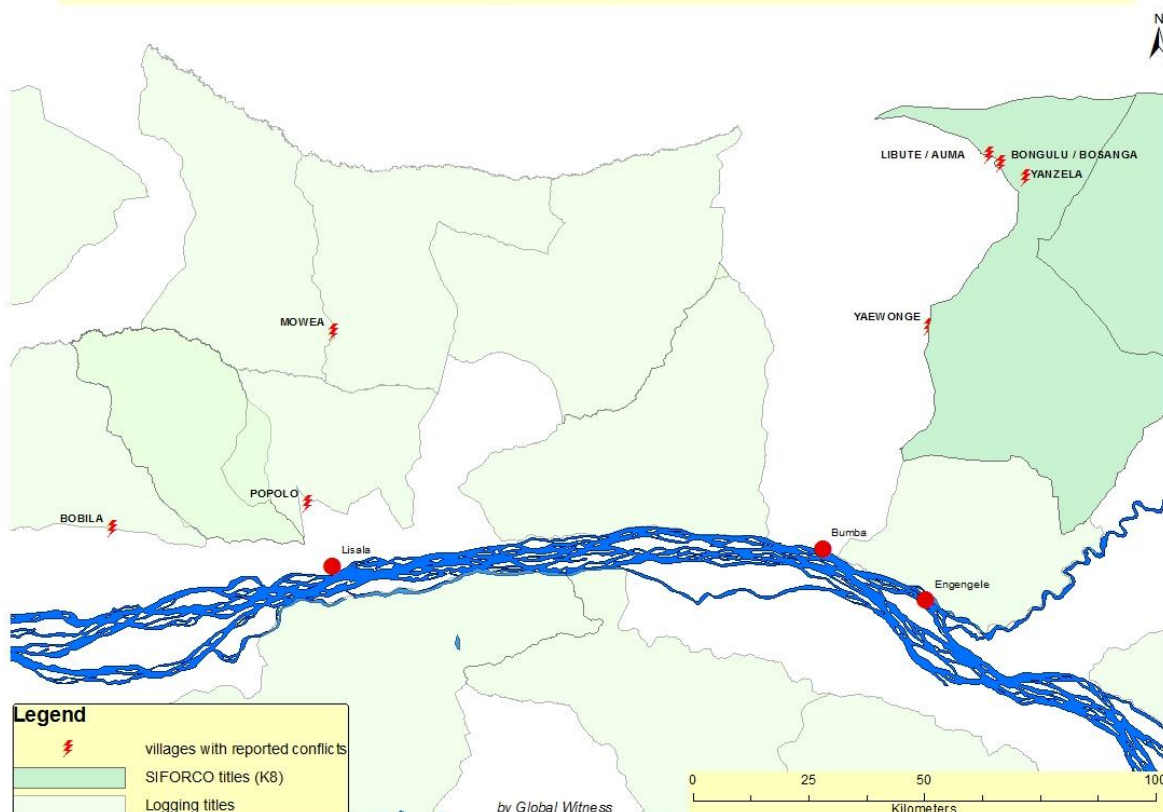 N
LIBUTE / AUMA
BONGULU / BOSANGA
YANZELA
YAEWONGE
MOWEA
POPOLO
BOBILA
Lisala
Bumba
Engengele
Legend
villages with reported conflicts
SIFORCO titles (K8)
Logging titles
by Global Witness
0 25 50 100
Kilometers